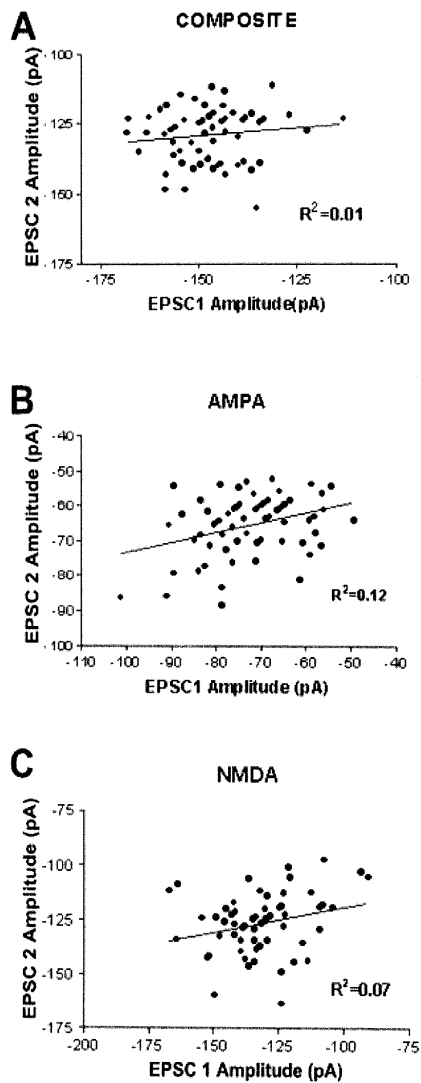 A
COMPOSITE
-100
-125
-150
-175
EPSC 2 Amplitude (pA)
R²=0.01
-175 -150 -125 -100
EPSC1 Amplitude(pA)
B
AMPA
-40
-50
-60
-70
-80
-90
-100
EPSC 2 Amplitude (pA)
R²=0.12
-110 -100 -90 -80 -70 -60 -50 -40
EPSC1 Amplitude (pA)
C
NMDA
-75
-100
-125
-150
-175
EPSC 2 Amplitude (pA)
R²=0.07
-200 -175 -150 -125 -100 -75
EPSC 1 Amplitude (pA)